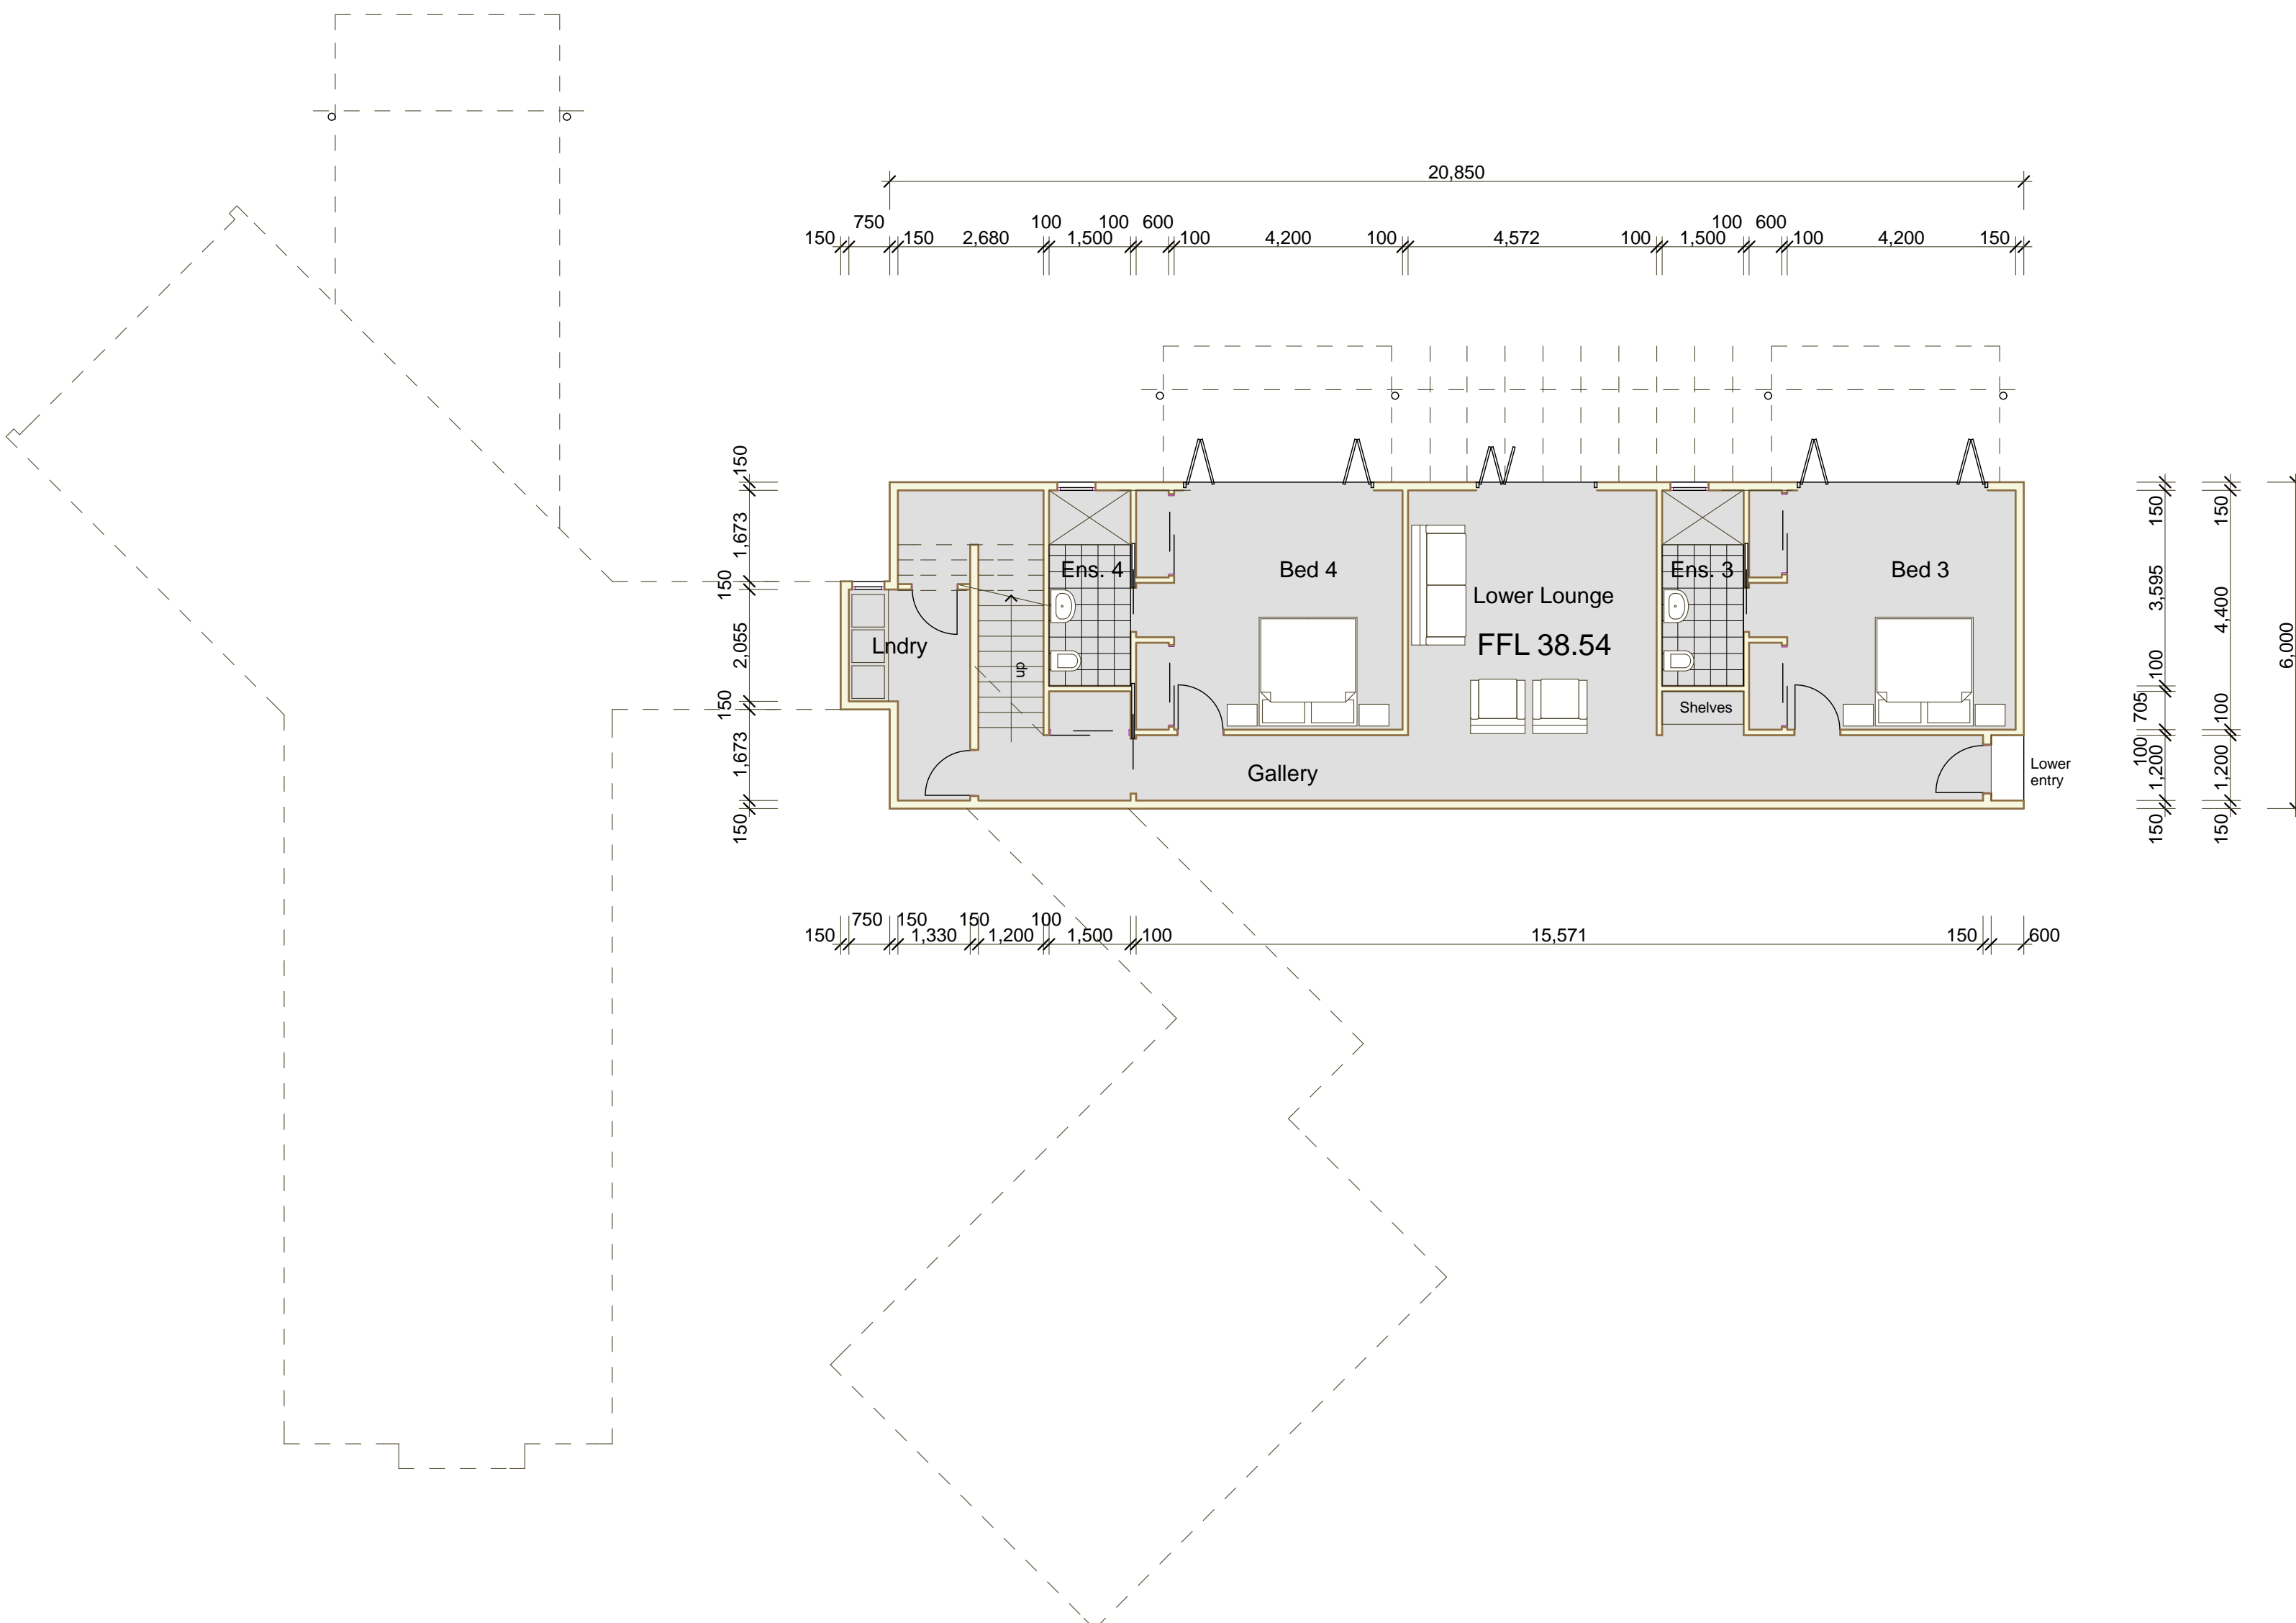 20,850
750 100 100 600 100 600
150 150 2,680 1,500 100 4,200 100 4,572 100 1,500 100 4,200 150
150
1,673
150
2,055
150
1,673
150
Lndry
up
Ens. 4
Bed 4
Lower Lounge
FFL 38.54
Ens. 3
Bed 3
Shelves
Gallery
Lower
entry
150
3,595
100
705
100
1,200
150
150
4,400
100
1,200
150
6,000
750 150 150 100
150 1,330 1,200 1,500 100 15,571 150 600